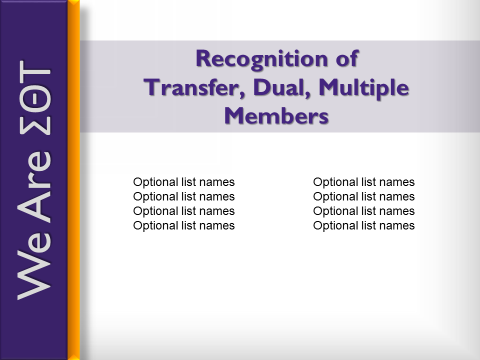 We Are ΣΘΤ
Recognition of
Transfer, Dual, Multiple
Members
Optional list names
Optional list names
Optional list names
Optional list names
Optional list names
Optional list names
Optional list names
Optional list names